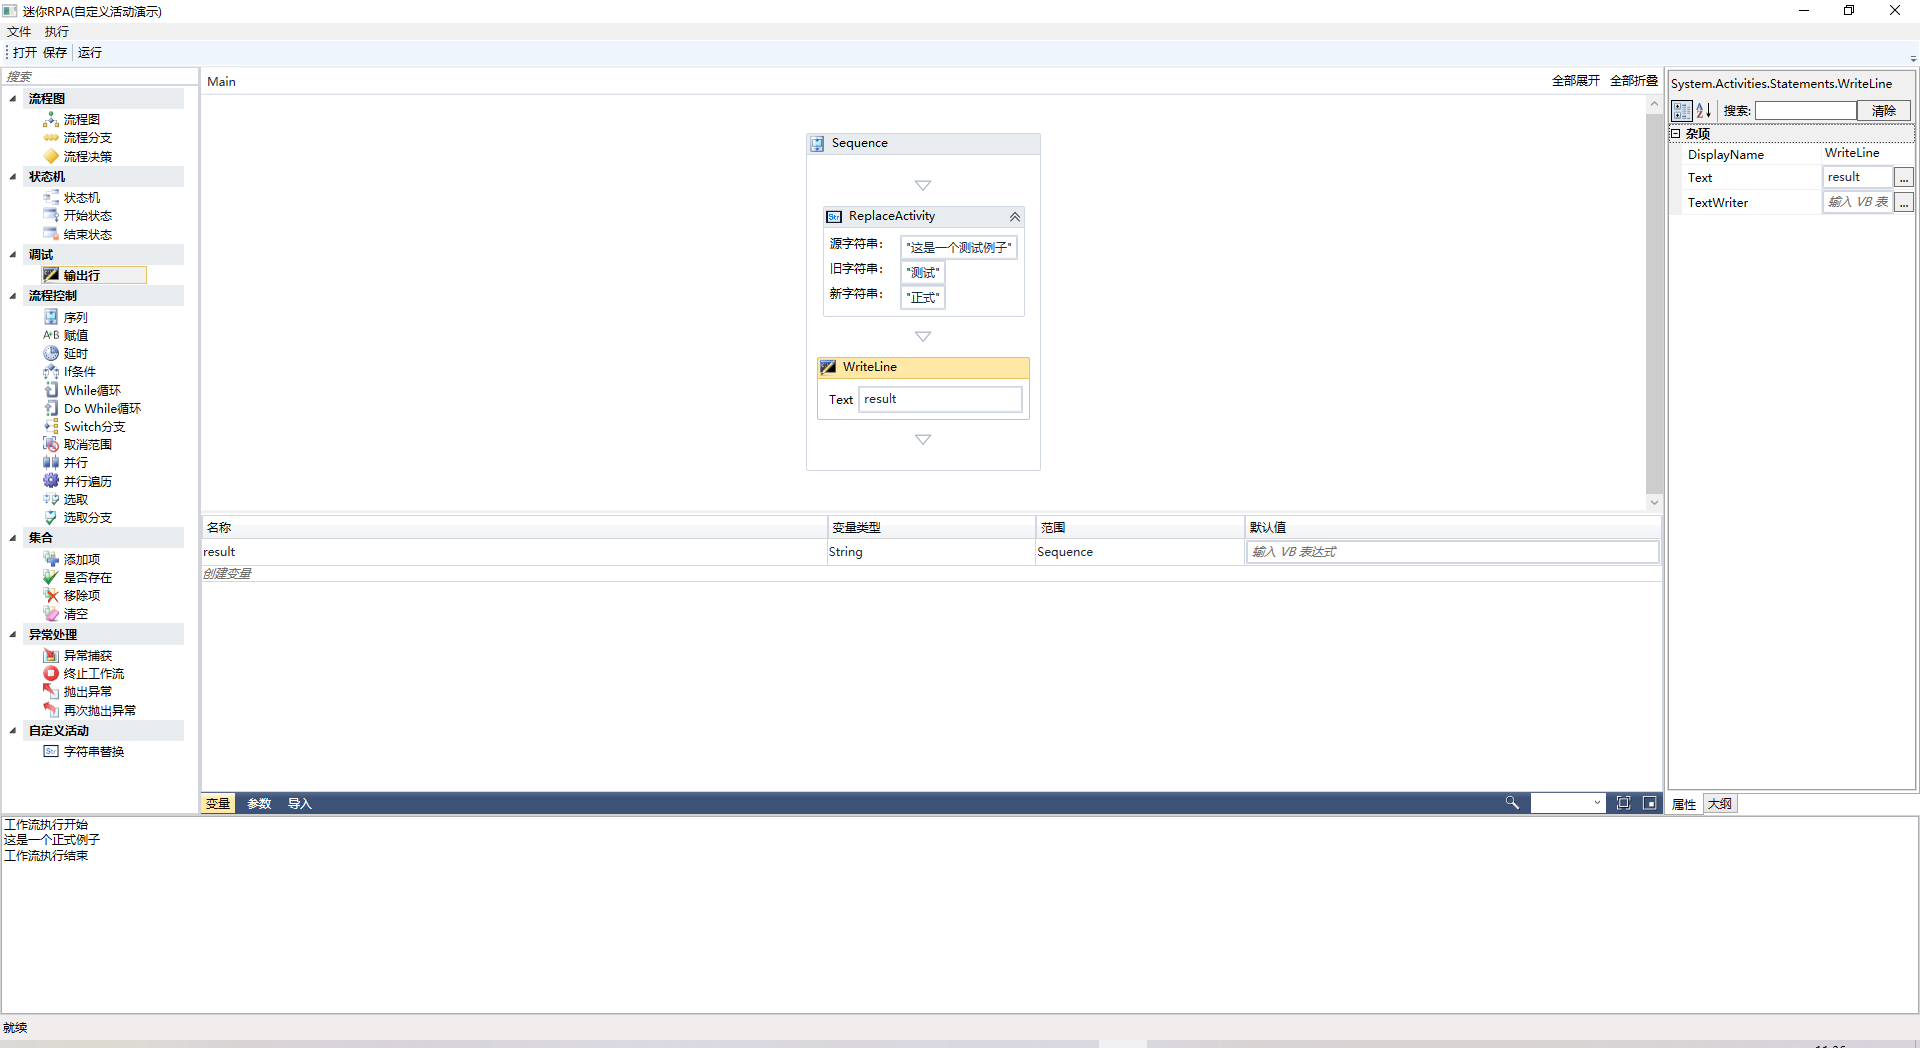 迷你RPA(自定义活动演示)
文件 执行
打开 保存 运行
搜索
流程图
流程图
流程分支
流程决策
状态机
状态机
开始状态
结束状态
调试
输出行
流程控制
序列
A+B 赋值
延时
If条件
While循环
Do While循环
Switch分支
取消范围
并行
并行遍历
选取
选取分支
集合
添加项
是否存在
移除项
清空
异常处理
异常捕获
终止工作流
抛出异常
再次抛出异常
自定义活动
Str 字符串替换
Main 全部展开 全部折叠
Sequence
Str ReplaceActivity
源字符串: "这是一个测试例子"
旧字符串: "测试"
新字符串: "正式"
WriteLine
Text result
名称 变量类型 范围 默认值
result String Sequence 输入 VB 表达式
创建变量
变量 参数 导入
System.Activities.Statements.WriteLine
搜索: 清除
杂项
DisplayName WriteLine
Text result ...
TextWriter 输入 VB 表 ...
属性 大纲
工作流执行开始
这是一个正式例子
工作流执行结束
就续